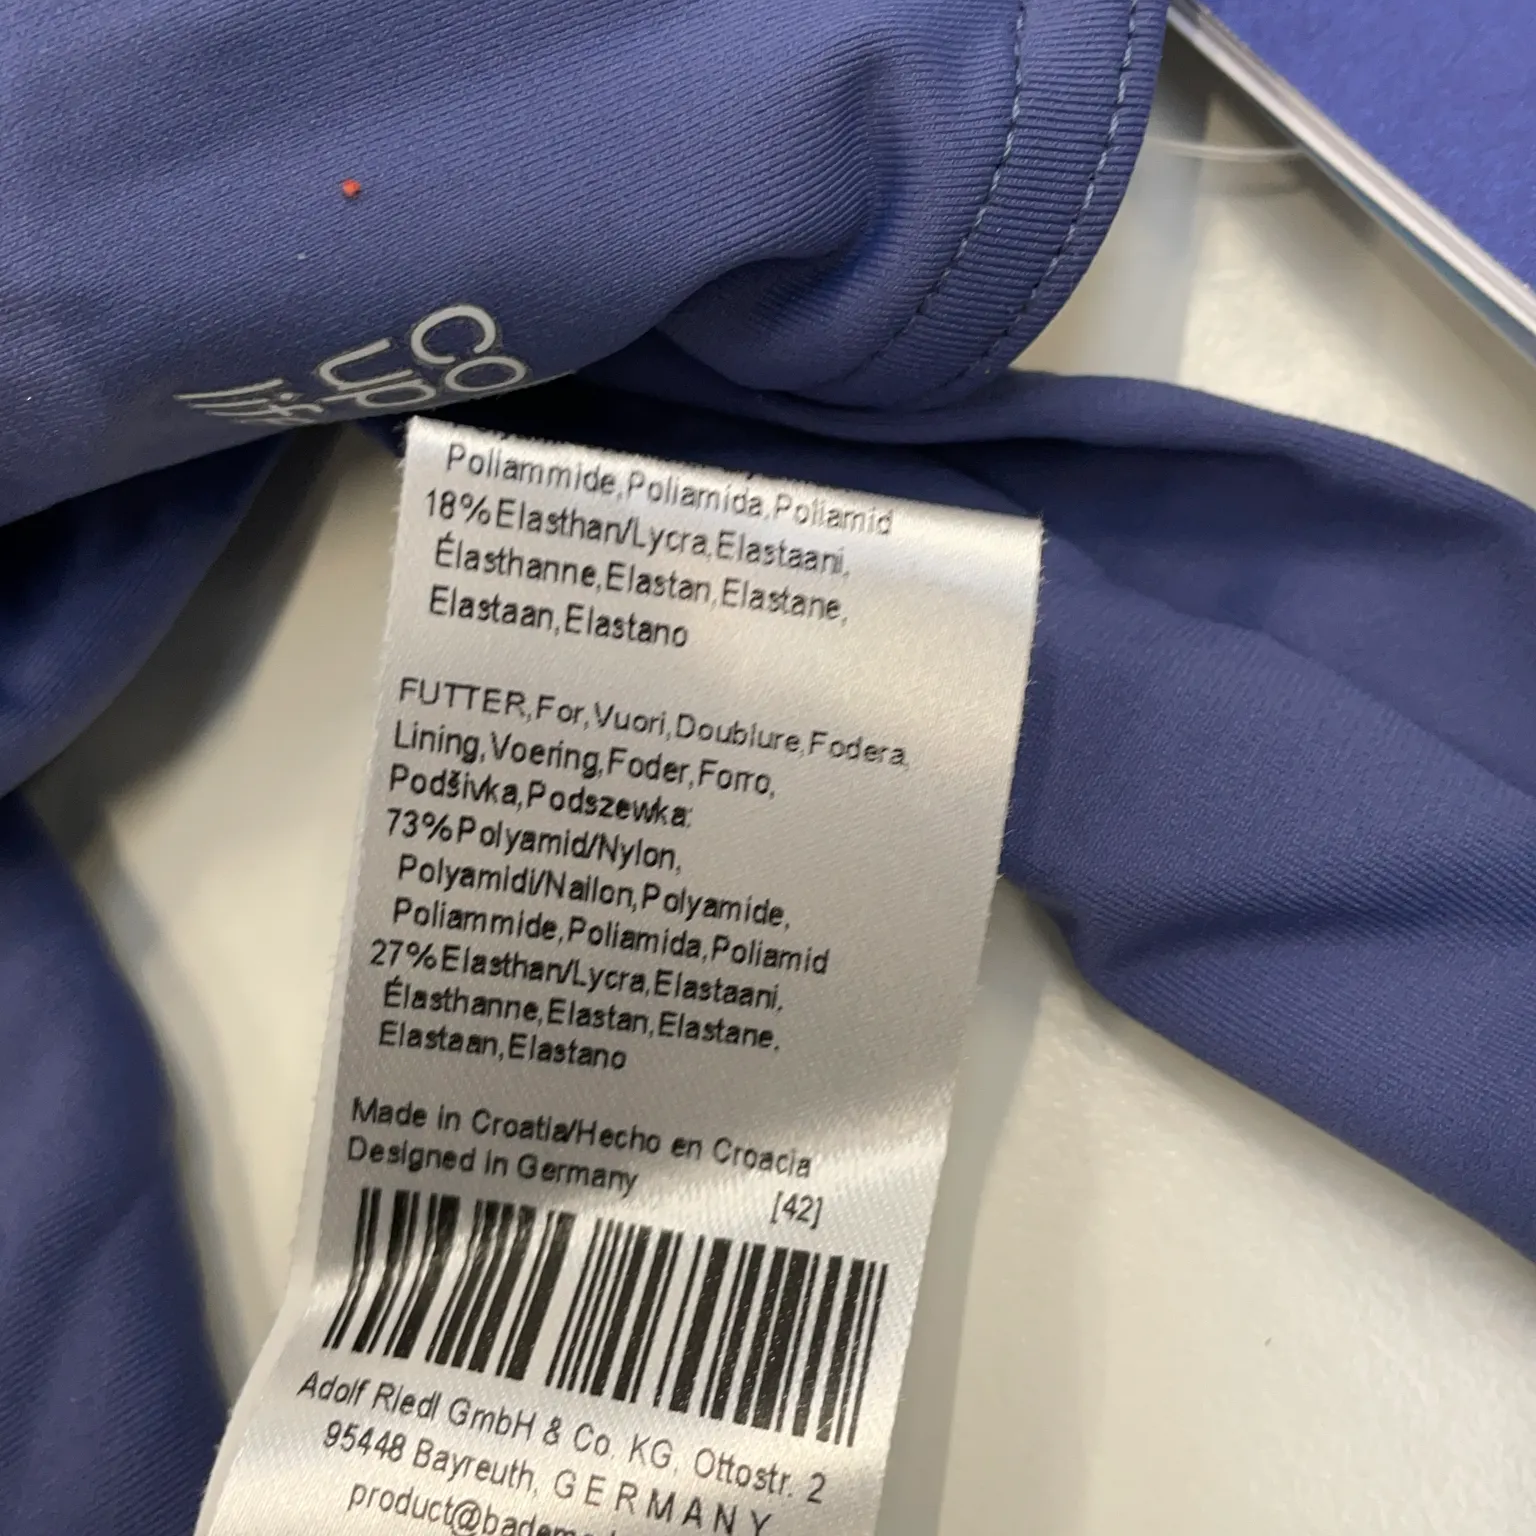 co
up
lif
Poliammide,Poliamida,Poliamid
18%Elasthan/Lycra,Elastaani,
Élasthanne,Elastan,Elastane,
Elastaan,Elastano
FUTTER,For,Vuori,Doublure,Fodera,
Lining,Voering,Foder,Forro,
Podšivka,Podszewka:
73%Polyamid/Nylon,
Polyamidi/Nailon,Polyamide,
Poliammide,Poliamida,Poliamid
27%Elasthan/Lycra,Elastaani,
Élasthanne,Elastan,Elastane,
Elastaan,Elastano
Made in Croatia/Hecho en Croacia
Designed in Germany
[42]
Adolf Riedl GmbH & Co. KG, Ottostr. 2
95448 Bayreuth, GERMANY